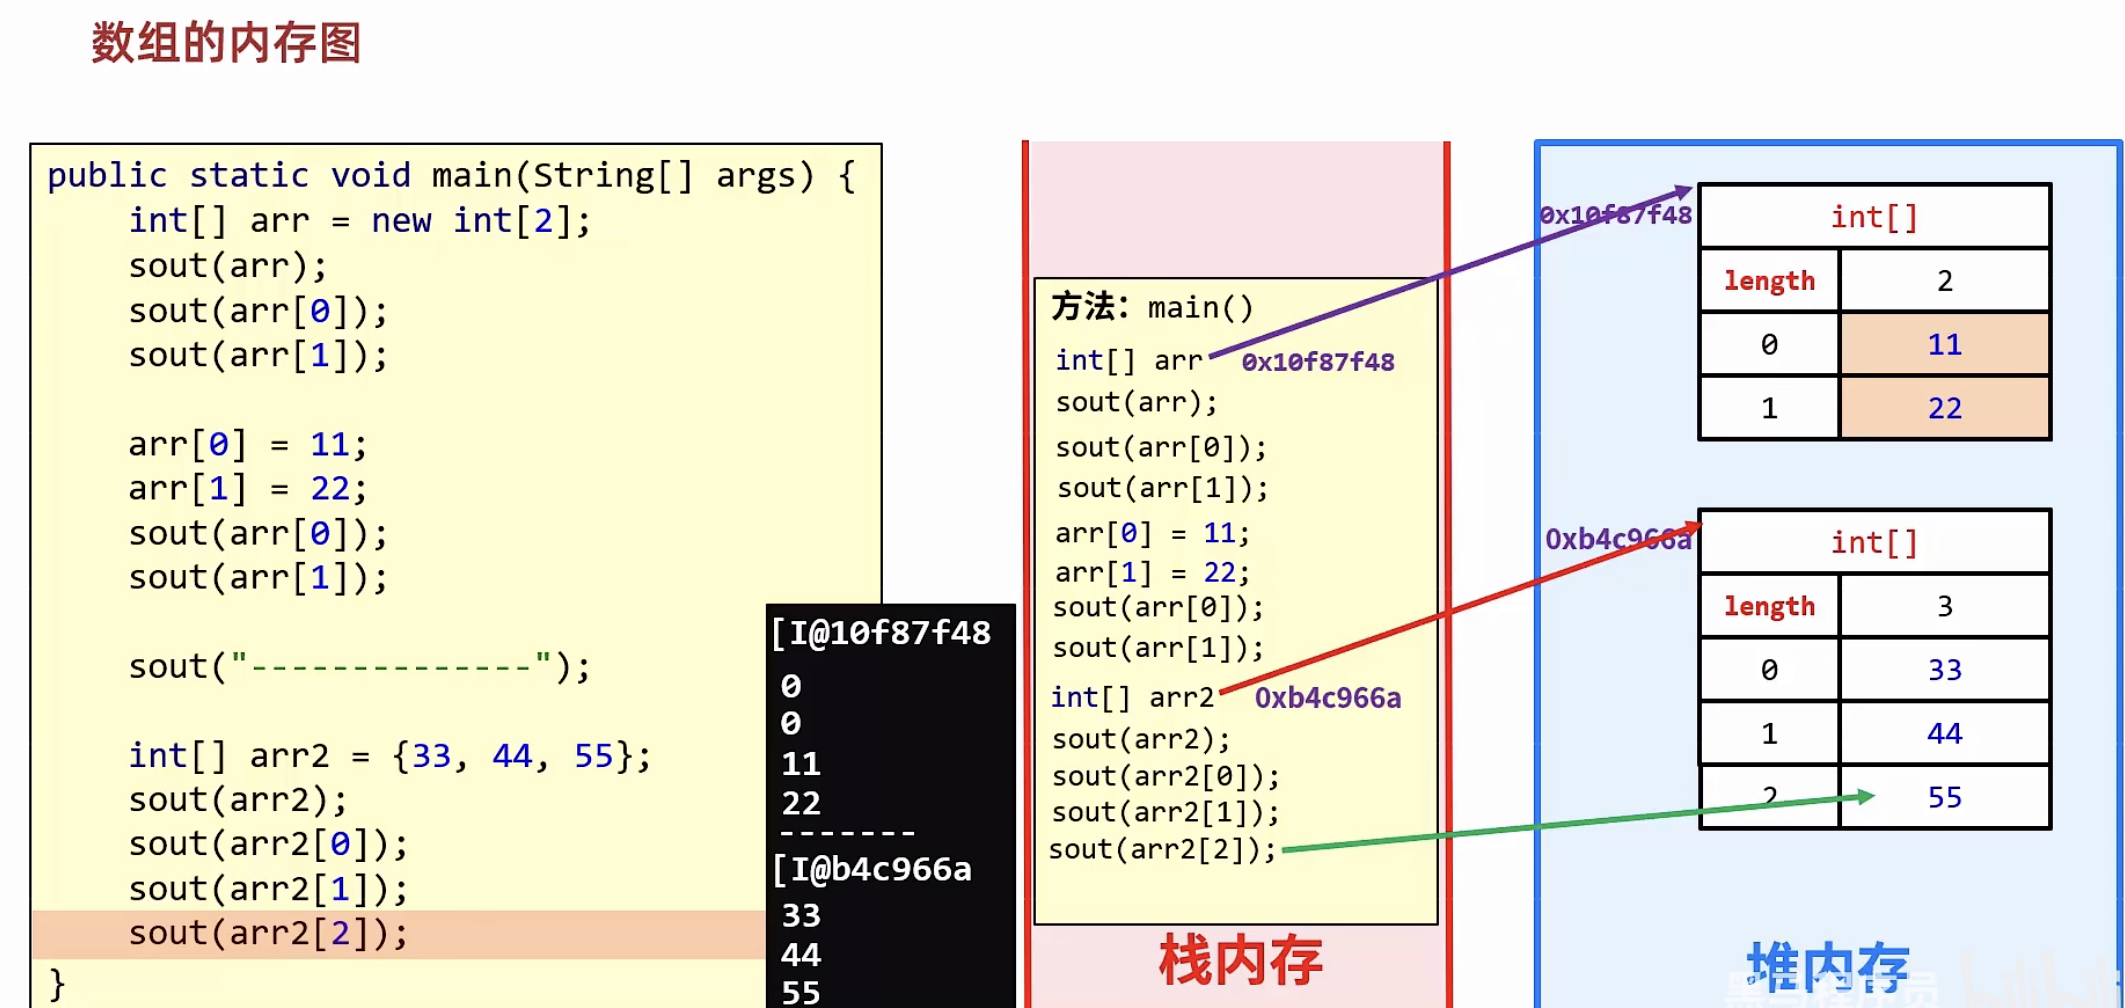 数组的内存图
public static void main(String[] args) {
int[] arr = new int[2];
sout(arr);
sout(arr[0]);
sout(arr[1]);
arr[0] = 11;
arr[1] = 22;
sout(arr[0]);
sout(arr[1]);
sout("--------------");
int[] arr2 = {33, 44, 55};
sout(arr2);
sout(arr2[0]);
sout(arr2[1]);
sout(arr2[2]);
}
[I@10f87f48
0
0
11
22
-------
[I@b4c966a
33
44
55
方法：main()
int[] arr 0x10f87f48
sout(arr);
sout(arr[0]);
sout(arr[1]);
arr[0] = 11;
arr[1] = 22;
sout(arr[0]);
sout(arr[1]);
int[] arr2 0xb4c966a
sout(arr2);
sout(arr2[0]);
sout(arr2[1]);
sout(arr2[2]);
栈内存
0x10f87f48
int[]
length 2
0 11
1 22
0xb4c966a
int[]
length 3
0 33
1 44
2 55
堆内存
黑马程序员